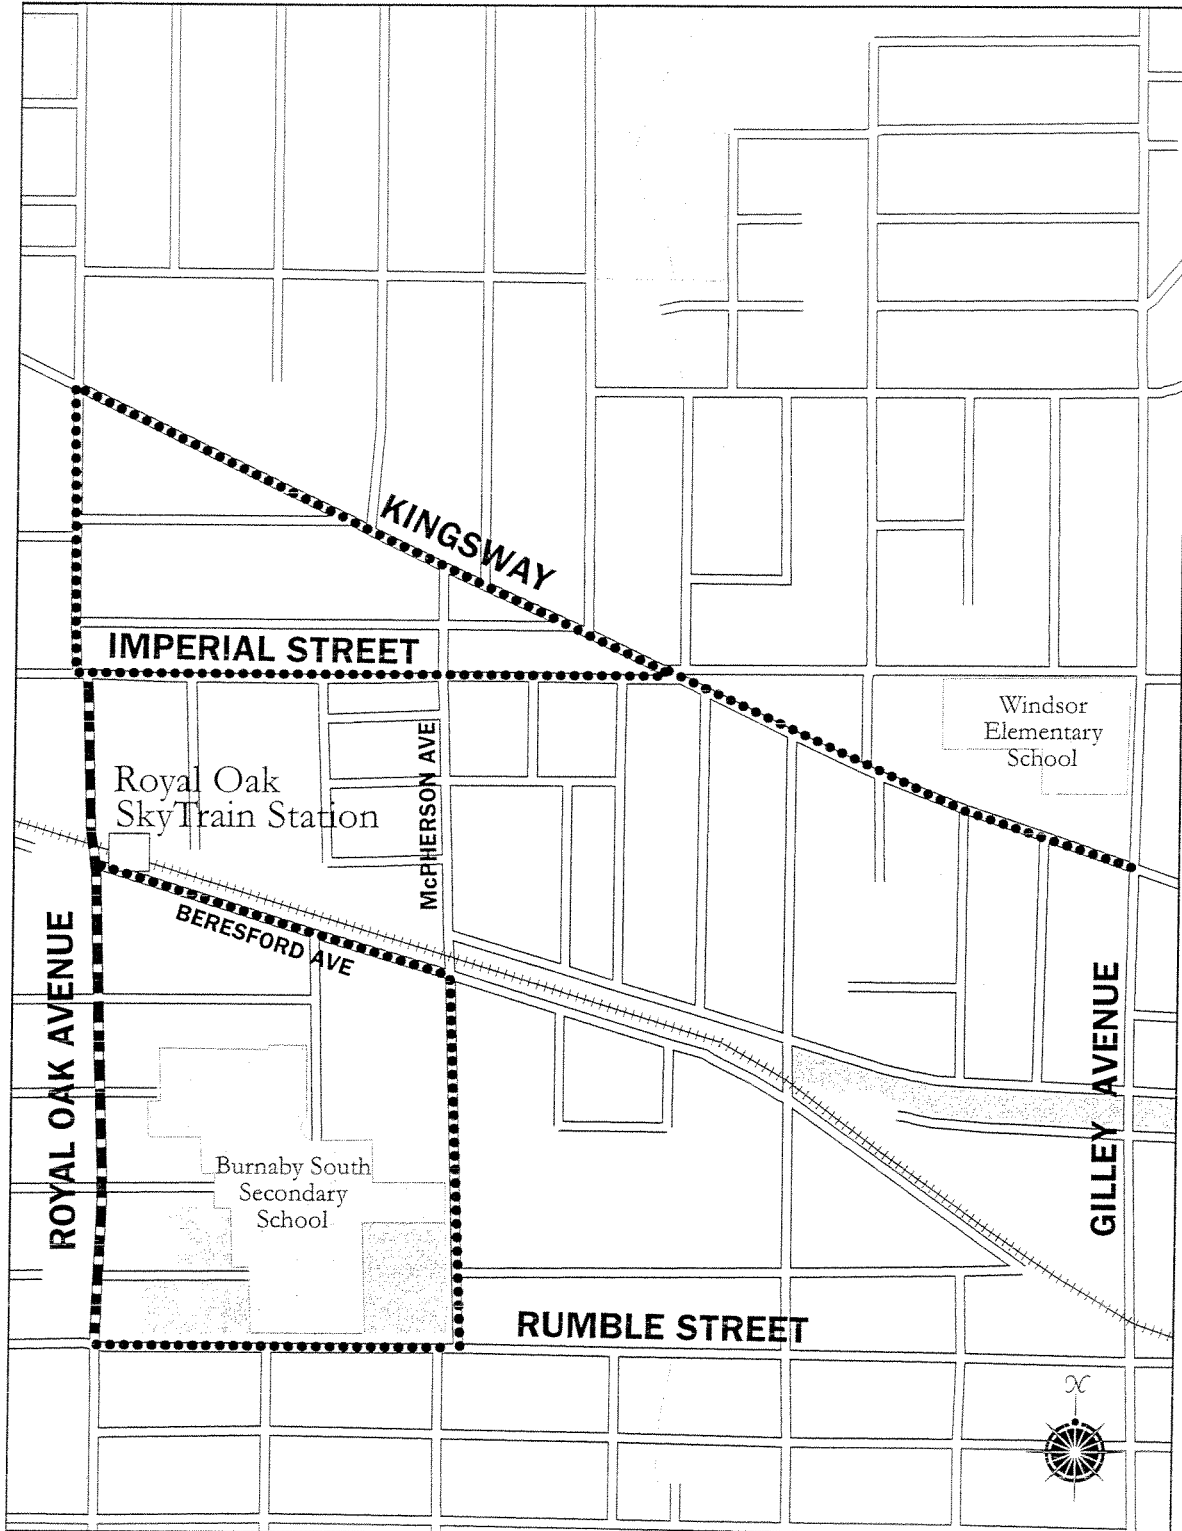 KINGSWAY
IMPERIAL STREET
Windsor
Elementary
School
McPHERSON AVE
Royal Oak
SkyTrain Station
BERESFORD AVE
ROYAL OAK AVENUE
GILLEY AVENUE
Burnaby South
Secondary
School
RUMBLE STREET
N